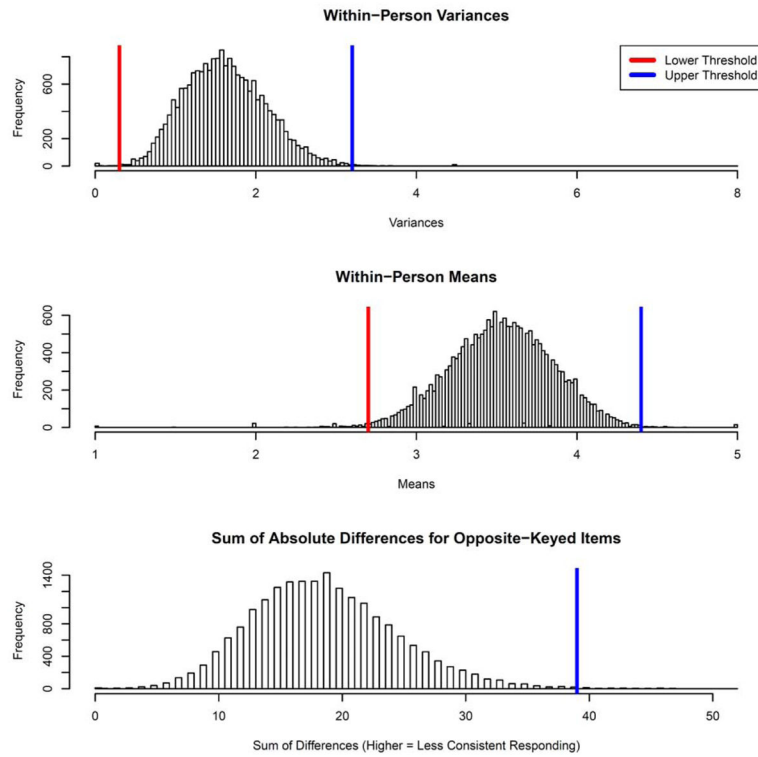 Within−Person Variances
Frequency
0
200
600
0
2
4
6
8
Variances
Lower Threshold
Upper Threshold
Within−Person Means
Frequency
0
200
400
600
1
2
3
4
5
Means
Sum of Absolute Differences for Opposite−Keyed Items
Frequency
0
400
800
1400
0
10
20
30
40
50
Sum of Differences (Higher = Less Consistent Responding)